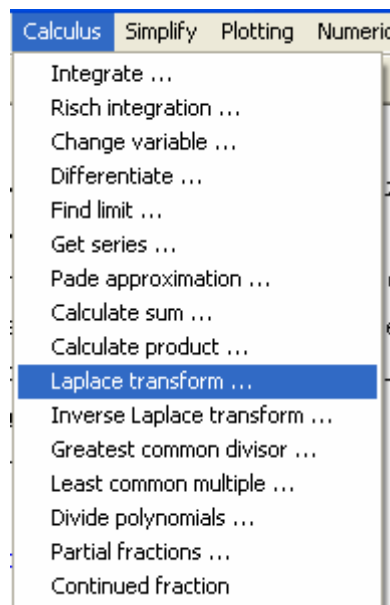 Calculus Simplify Plotting Numeric
Integrate ...
Risch integration ...
Change variable ...
Differentiate ...
Find limit ...
Get series ...
Pade approximation ...
Calculate sum ...
Calculate product ...
Laplace transform ...
Inverse Laplace transform ...
Greatest common divisor ...
Least common multiple ...
Divide polynomials ...
Partial fractions ...
Continued fraction